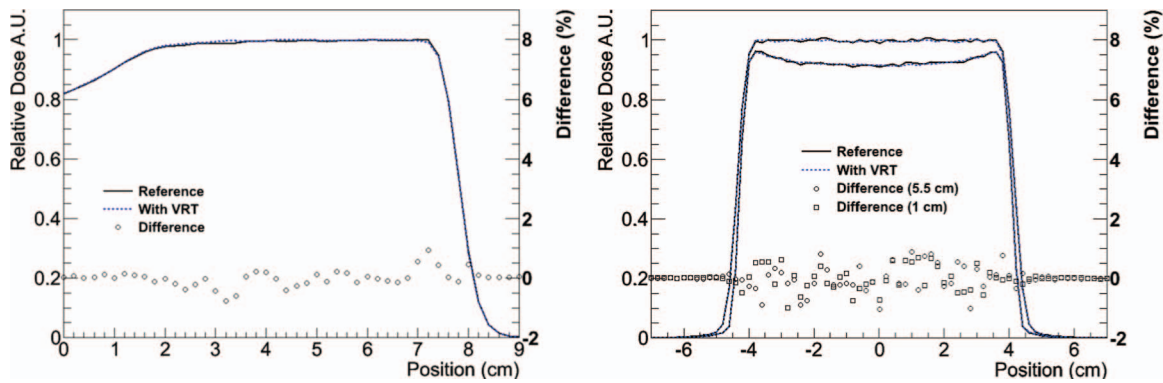 Relative Dose A.U.
1
0.8
0.6
0.4
0.2
0
0 1 2 3 4 5 6 7 8 9
Position (cm)
Difference (%)
8
6
4
2
0
-2
Reference
With VRT
Difference
Relative Dose A.U.
1
0.8
0.6
0.4
0.2
0
-6 -4 -2 0 2 4 6
Position (cm)
Difference (%)
8
6
4
2
0
-2
Reference
With VRT
Difference (5.5 cm)
Difference (1 cm)